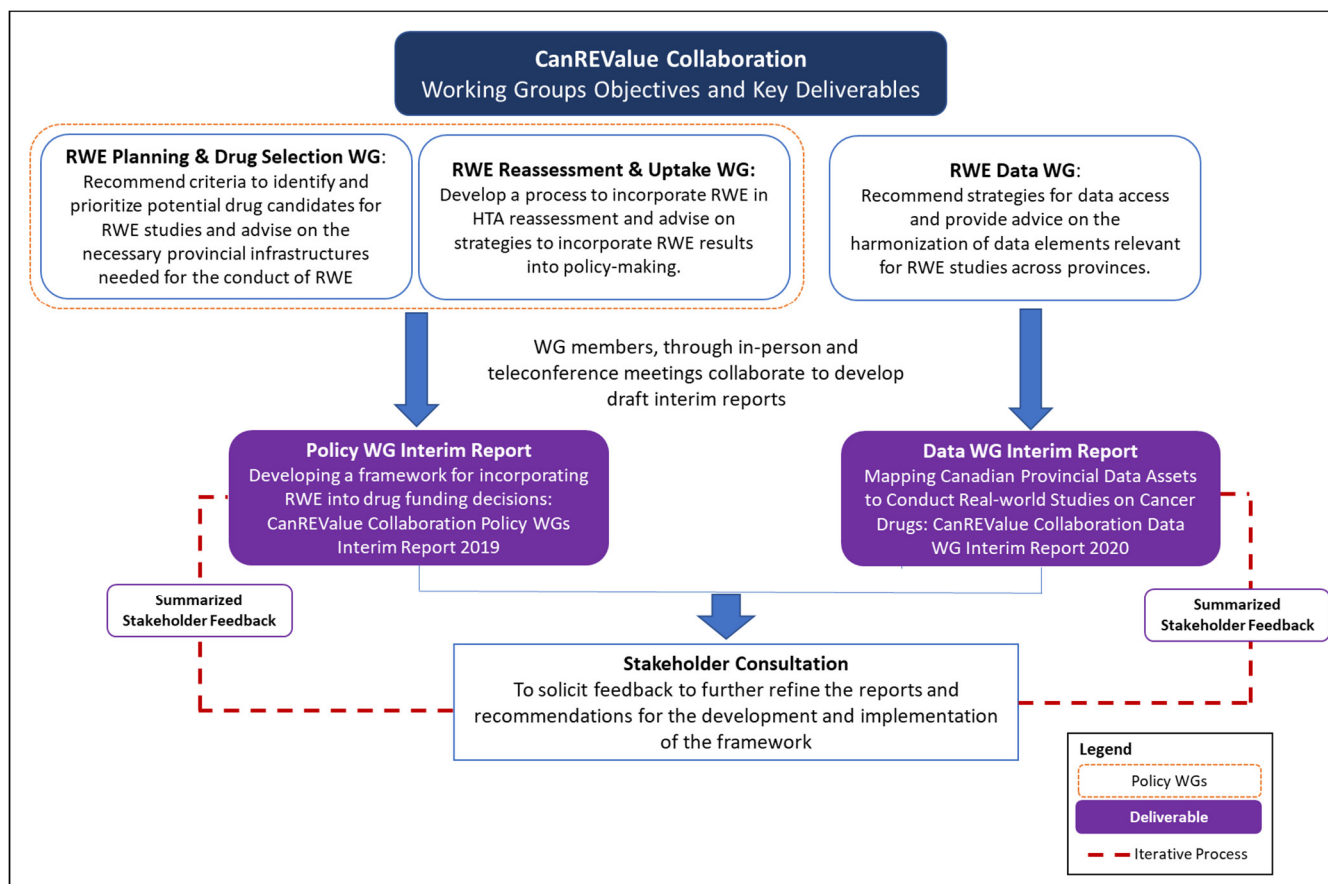 CanREValue Collaboration
Working Groups Objectives and Key Deliverables
RWE Planning & Drug Selection WG:
Recommend criteria to identify and
prioritize potential drug candidates for
RWE studies and advise on the
necessary provincial infrastructures
needed for the conduct of RWE
RWE Reassessment & Uptake WG:
Develop a process to incorporate RWE in
HTA reassessment and advise on
strategies to incorporate RWE results
into policy-making.
RWE Data WG:
Recommend strategies for data access
and provide advice on the
harmonization of data elements relevant
for RWE studies across provinces.
WG members, through in-person and
teleconference meetings collaborate to develop
draft interim reports
Policy WG Interim Report
Developing a framework for incorporating
RWE into drug funding decisions:
CanREValue Collaboration Policy WGs
Interim Report 2019
Data WG Interim Report
Mapping Canadian Provincial Data Assets
to Conduct Real-world Studies on Cancer
Drugs: CanREValue Collaboration Data
WG Interim Report 2020
Summarized
Stakeholder Feedback
Summarized
Stakeholder Feedback
Stakeholder Consultation
To solicit feedback to further refine the reports and
recommendations for the development and implementation
of the framework
Legend
Policy WGs
Deliverable
Iterative Process